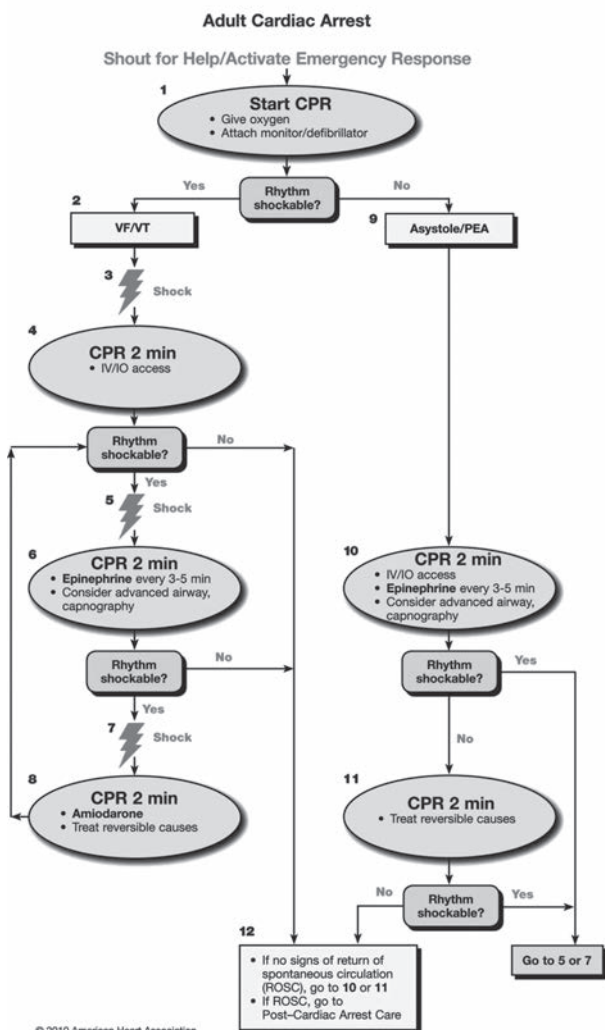 Adult Cardiac Arrest
Shout for Help/Activate Emergency Response
1
Start CPR
• Give oxygen
• Attach monitor/defibrillator
Rhythm
shockable?
Yes
No
2
VF/VT
9
Asystole/PEA
3
Shock
4
CPR 2 min
• IV/IO access
Rhythm
shockable?
No
Yes
5
Shock
6
CPR 2 min
• Epinephrine every 3-5 min
• Consider advanced airway,
capnography
10
CPR 2 min
• IV/IO access
• Epinephrine every 3-5 min
• Consider advanced airway,
capnography
Rhythm
shockable?
No
Yes
Rhythm
shockable?
Yes
No
7
Shock
8
CPR 2 min
• Amiodarone
• Treat reversible causes
11
CPR 2 min
• Treat reversible causes
Rhythm
shockable?
No
Yes
12
• If no signs of return of
spontaneous circulation
(ROSC), go to 10 or 11
• If ROSC, go to
Post–Cardiac Arrest Care
Go to 5 or 7
© 2010 American Heart Association